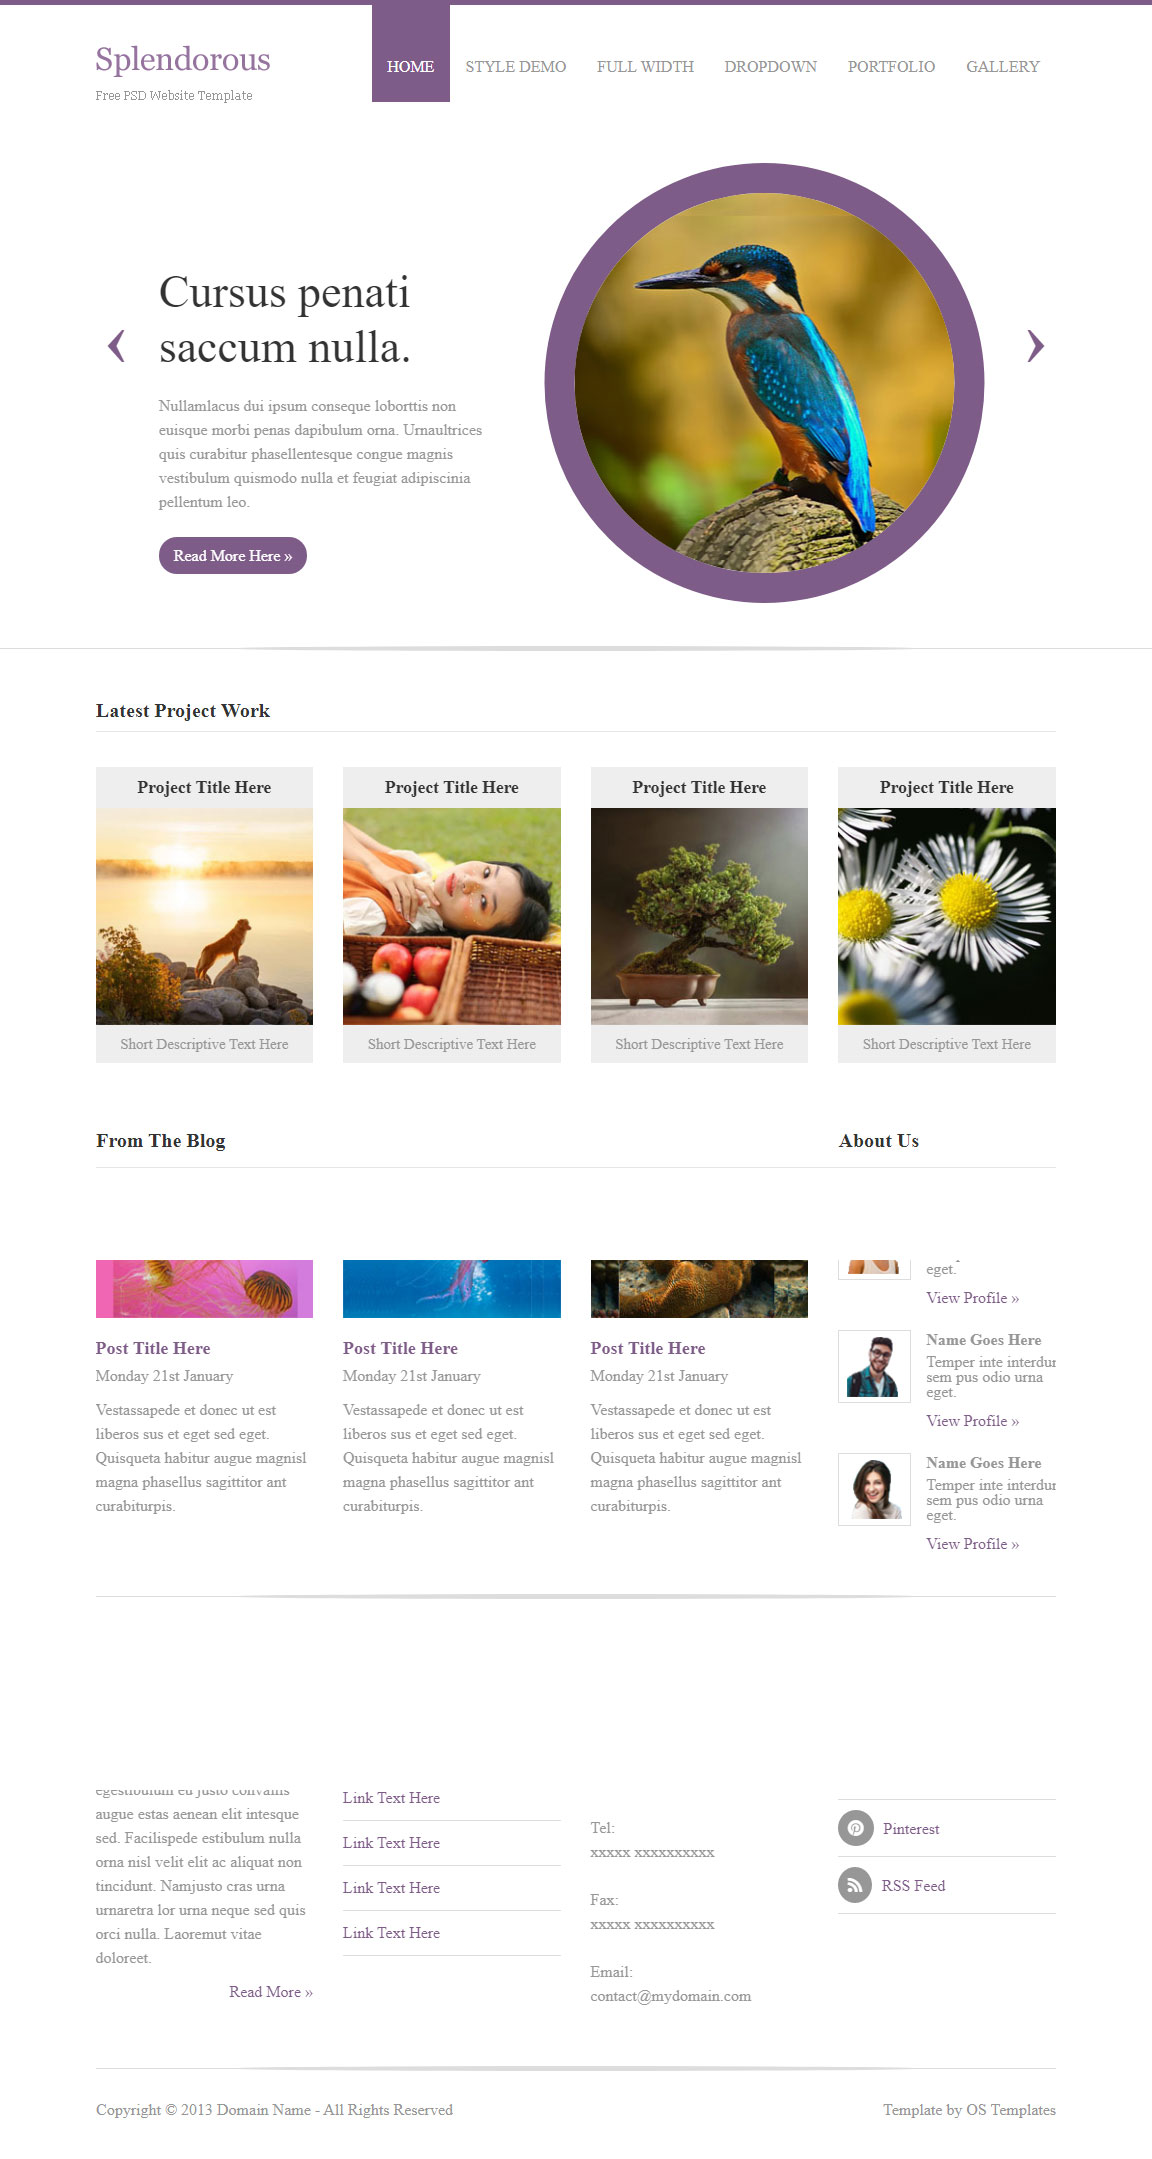 Splendorous
Free PSD Website Template
HOME STYLE DEMO FULL WIDTH DROPDOWN PORTFOLIO GALLERY
Cursus penati
saccum nulla.
Nullamlacus dui ipsum conseque loborttis non
euisque morbi penas dapibulum orna. Urnaultrices
quis curabitur phasellentesque congue magnis
vestibulum quismodo nulla et feugiat adipiscinia
pellentum leo.
Read More Here »
Latest Project Work
Project Title Here
Short Descriptive Text Here
Project Title Here
Short Descriptive Text Here
Project Title Here
Short Descriptive Text Here
Project Title Here
Short Descriptive Text Here
From The Blog
Post Title Here
Monday 21st January
Vestassapede et donec ut est
liberos sus et eget sed eget.
Quisqueta habitur augue magnisl
magna phasellus sagittitor ant
curabiturpis.
Post Title Here
Monday 21st January
Vestassapede et donec ut est
liberos sus et eget sed eget.
Quisqueta habitur augue magnisl
magna phasellus sagittitor ant
curabiturpis.
Post Title Here
Monday 21st January
Vestassapede et donec ut est
liberos sus et eget sed eget.
Quisqueta habitur augue magnisl
magna phasellus sagittitor ant
curabiturpis.
About Us
eget.
View Profile »
Name Goes Here
Temper inte interdum
sem pus odio urna
eget.
View Profile »
Name Goes Here
Temper inte interdum
sem pus odio urna
eget.
View Profile »
egestibulum eu justo convallis
augue estas aenean elit intesque
sed. Facilispede estibulum nulla
orna nisl velit elit ac aliquat non
tincidunt. Namjusto cras urna
urnaretra lor urna neque sed quis
orci nulla. Laoremut vitae
doloreet.
Read More »
Link Text Here
Link Text Here
Link Text Here
Link Text Here
Tel:
xxxxx xxxxxxxxxx
Fax:
xxxxx xxxxxxxxxx
Email:
contact@mydomain.com
Pinterest
RSS Feed
Copyright © 2013 Domain Name - All Rights Reserved
Template by OS Templates